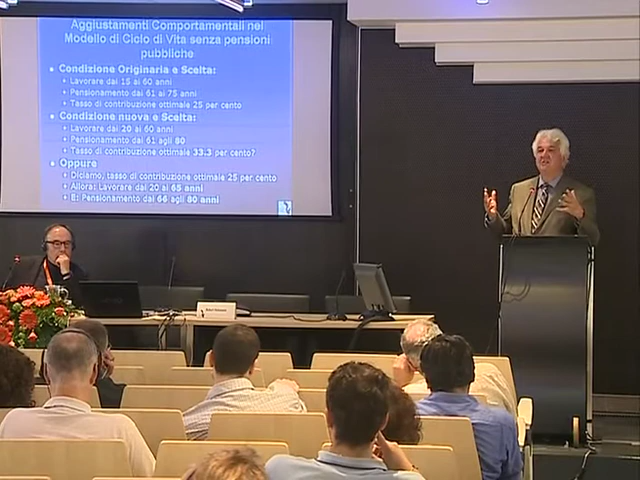 Aggiustamenti Comportamentali nel
Modello di Ciclo di Vita senza pensioni
pubbliche
Condizione Originaria e Scelta:
Lavorare dai 15 ai 60 anni
Pensionamento dai 61 ai 75 anni
Tasso di contribuzione ottimale 25 per cento
Condizione nuova e Scelta:
Lavorare dai 20 ai 60 anni
Pensionamento dai 61 agli 80
Tasso di contribuzione ottimale 33.3 per cento?
Oppure
Diciamo, tasso di contribuzione ottimale 25 per cento
Allora: Lavorare dai 20 ai 65 anni
E: Pensionamento dai 66 agli 80 anni